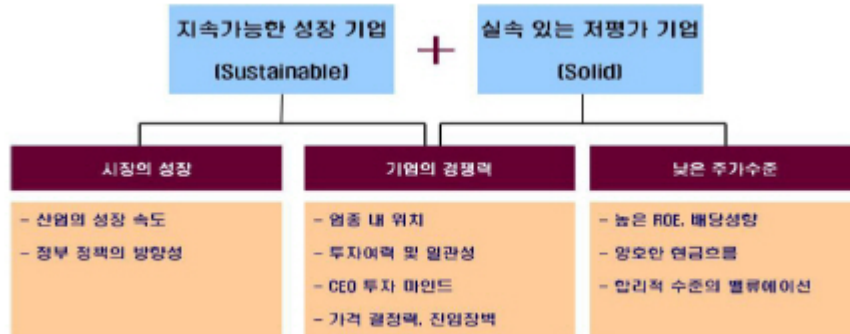 지속가능한 성장 기업
(Sustainable)
+
실속 있는 저평가 기업
(Solid)
시장의 성장
- 산업의 성장 속도
- 정부 정책의 방향성
기업의 경쟁력
- 업종 내 위치
- 투자여력 및 일관성
- CEO 투자 마인드
- 가격 결정력, 진입장벽
낮은 주가수준
- 높은 ROE, 배당성향
- 양호한 현금흐름
- 합리적 수준의 밸류에이션